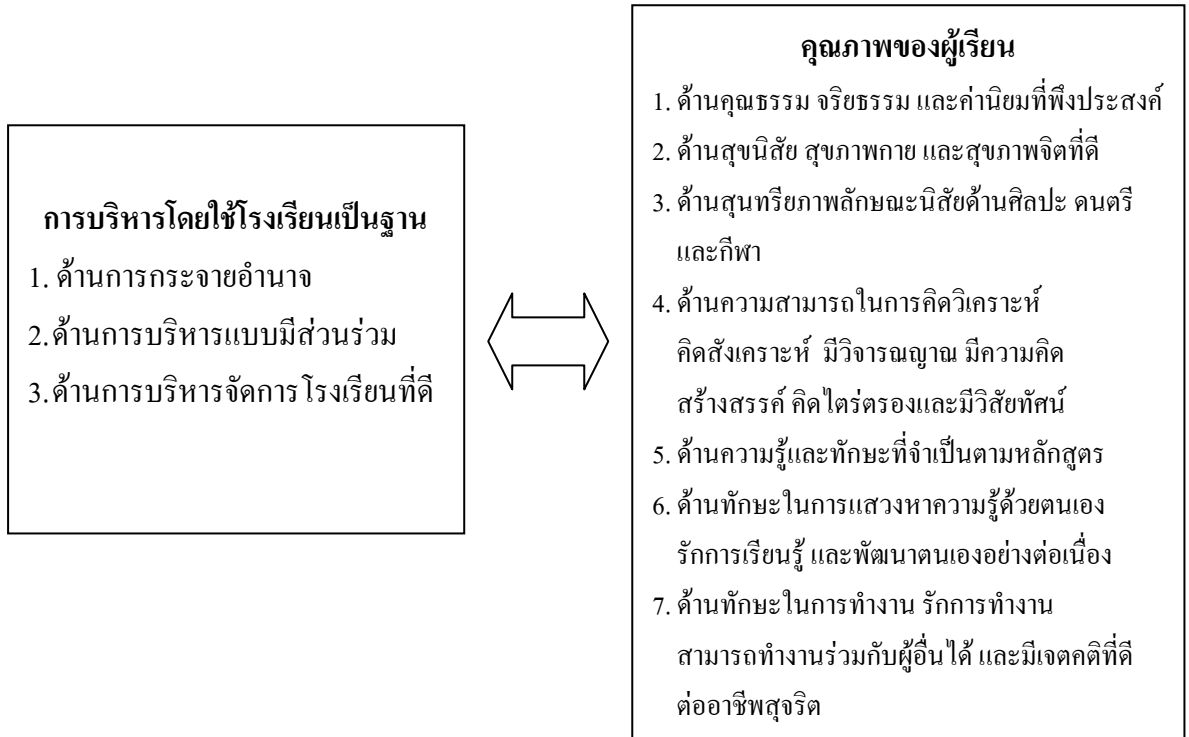 การบริหารโดยใช้โรงเรียนเป็นฐาน
1. ด้านการกระจายอำนาจ
2.ด้านการบริหารแบบมีส่วนร่วม
3.ด้านการบริหารจัดการโรงเรียนที่ดี
คุณภาพของผู้เรียน
1. ด้านคุณธรรม จริยธรรม และค่านิยมที่พึงประสงค์
2. ด้านสุขนิสัย สุขภาพกาย และสุขภาพจิตที่ดี
3. ด้านสุนทรียภาพลักษณะนิสัยด้านศิลปะ ดนตรี
และกีฬา
4. ด้านความสามารถในการคิดวิเคราะห์
คิดสังเคราะห์ มีวิจารณญาณ มีความคิด
สร้างสรรค์ คิดไตร่ตรองและมีวิสัยทัศน์
5. ด้านความรู้และทักษะที่จำเป็นตามหลักสูตร
6. ด้านทักษะในการแสวงหาความรู้ด้วยตนเอง
รักการเรียนรู้ และพัฒนาตนเองอย่างต่อเนื่อง
7. ด้านทักษะในการทำงาน รักการทำงาน
สามารถทำงานร่วมกับผู้อื่นได้ และมีเจตคติที่ดี
ต่ออาชีพสุจริต